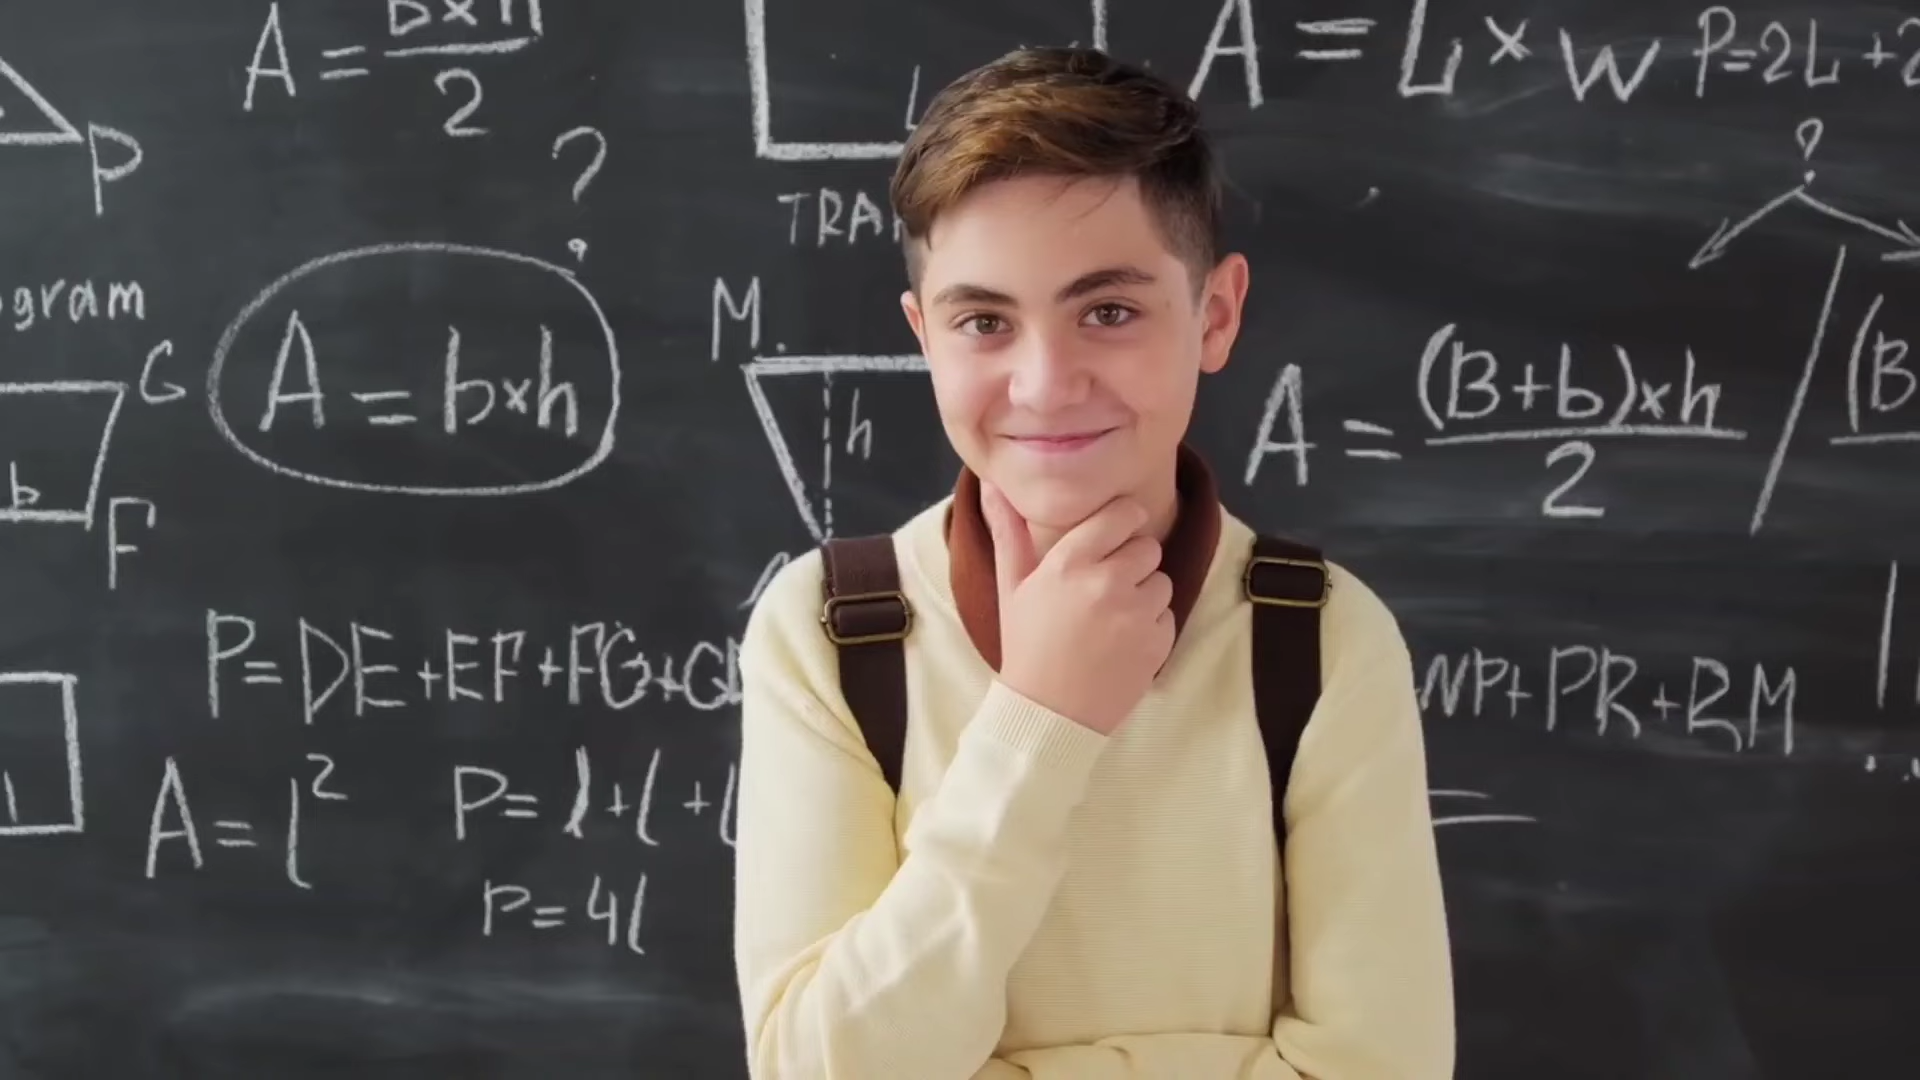 A = b×h
2
A = L×W P=2L+2
P
?
?
TRA
gram
M
G
A = b×h
h
A = (B+b)×h / (B
2
b
F
P=DE+EF+FG+G
NP+PR+RM
A = l²
P= l+l+l
P=4l